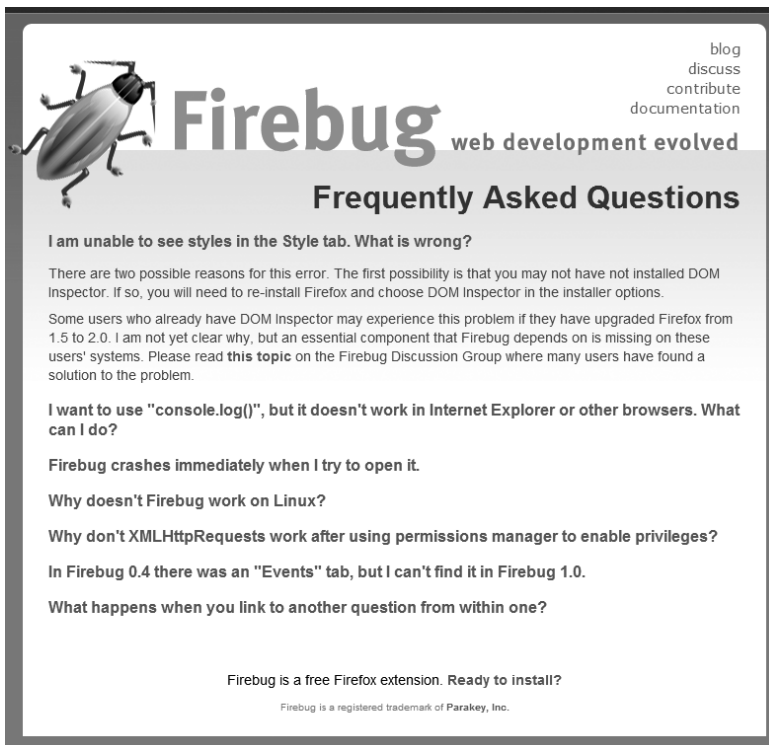 blog
discuss
contribute
documentation
Firebug web development evolved
Frequently Asked Questions
I am unable to see styles in the Style tab. What is wrong?
There are two possible reasons for this error. The first possibility is that you may not have not installed DOM
Inspector. If so, you will need to re-install Firefox and choose DOM Inspector in the installer options.
Some users who already have DOM Inspector may experience this problem if they have upgraded Firefox from
1.5 to 2.0. I am not yet clear why, but an essential component that Firebug depends on is missing on these
users' systems. Please read this topic on the Firebug Discussion Group where many users have found a
solution to the problem.
I want to use "console.log()", but it doesn't work in Internet Explorer or other browsers. What
can I do?
Firebug crashes immediately when I try to open it.
Why doesn't Firebug work on Linux?
Why don't XMLHttpRequests work after using permissions manager to enable privileges?
In Firebug 0.4 there was an "Events" tab, but I can't find it in Firebug 1.0.
What happens when you link to another question from within one?
Firebug is a free Firefox extension. Ready to install?
Firebug is a registered trademark of Parakey, Inc.